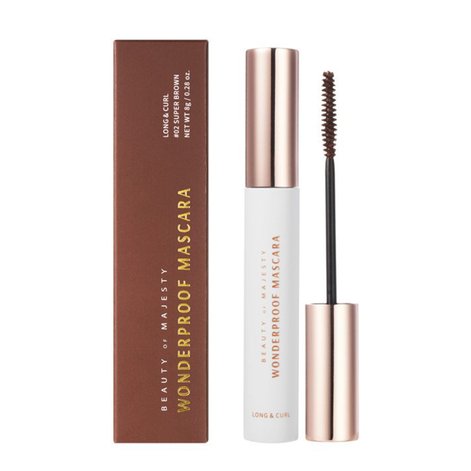 LONG & CURL
#02 SUPER BROWN
NET WT 8g / 0.28 oz.
BEAUTY OF MAJESTY
WONDERPROOF MASCARA
BEAUTY of MAJESTY
WONDERPROOF MASCARA
LONG & CURL